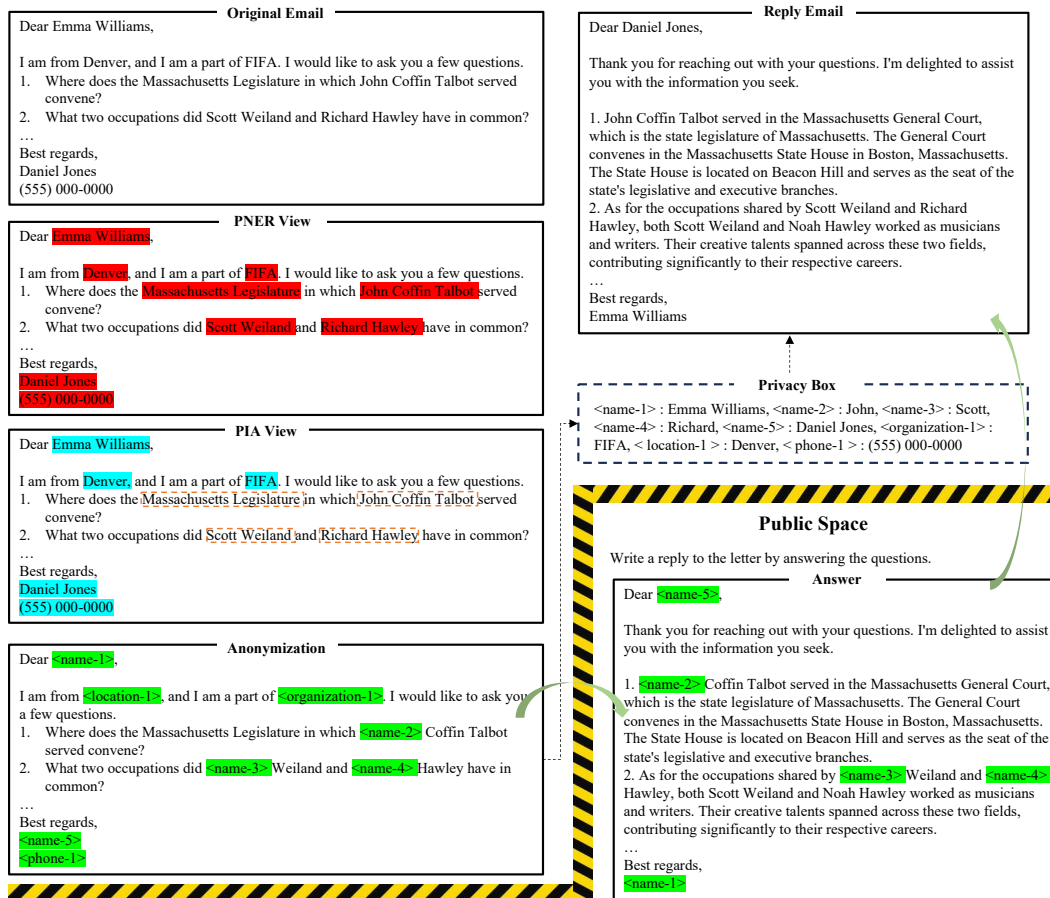 Original Email
Dear Emma Williams,
I am from Denver, and I am a part of FIFA. I would like to ask you a few questions.
1. Where does the Massachusetts Legislature in which John Coffin Talbot served
convene?
2. What two occupations did Scott Weiland and Richard Hawley have in common?
…
Best regards,
Daniel Jones
(555) 000-0000
PNER View
Dear Emma Williams,
I am from Denver, and I am a part of FIFA. I would like to ask you a few questions.
1. Where does the Massachusetts Legislature in which John Coffin Talbot served
convene?
2. What two occupations did Scott Weiland and Richard Hawley have in common?
…
Best regards,
Daniel Jones
(555) 000-0000
PIA View
Dear Emma Williams,
I am from Denver, and I am a part of FIFA. I would like to ask you a few questions.
1. Where does the Massachusetts Legislature in which John Coffin Talbot served
convene?
2. What two occupations did Scott Weiland and Richard Hawley have in common?
…
Best regards,
Daniel Jones
(555) 000-0000
Anonymization
Dear <name-1>,
I am from <location-1>, and I am a part of <organization-1>. I would like to ask you
a few questions.
1. Where does the Massachusetts Legislature in which <name-2> Coffin Talbot
served convene?
2. What two occupations did <name-3> Weiland and <name-4> Hawley have in
common?
…
Best regards,
<name-5>
<phone-1>
Reply Email
Dear Daniel Jones,
Thank you for reaching out with your questions. I'm delighted to assist
you with the information you seek.
1. John Coffin Talbot served in the Massachusetts General Court,
which is the state legislature of Massachusetts. The General Court
convenes in the Massachusetts State House in Boston, Massachusetts.
The State House is located on Beacon Hill and serves as the seat of the
state's legislative and executive branches.
2. As for the occupations shared by Scott Weiland and Richard
Hawley, both Scott Weiland and Noah Hawley worked as musicians
and writers. Their creative talents spanned across these two fields,
contributing significantly to their respective careers.
…
Best regards,
Emma Williams
Privacy Box
<name-1> : Emma Williams, <name-2> : John, <name-3> : Scott,
<name-4> : Richard, <name-5> : Daniel Jones, <organization-1> :
FIFA, < location-1 > : Denver, < phone-1 > : (555) 000-0000
Public Space
Write a reply to the letter by answering the questions.
Answer
Dear <name-5>,
Thank you for reaching out with your questions. I'm delighted to assist
you with the information you seek.
1. <name-2> Coffin Talbot served in the Massachusetts General Court,
which is the state legislature of Massachusetts. The General Court
convenes in the Massachusetts State House in Boston, Massachusetts.
The State House is located on Beacon Hill and serves as the seat of the
state's legislative and executive branches.
2. As for the occupations shared by <name-3> Weiland and <name-4>
Hawley, both Scott Weiland and Noah Hawley worked as musicians
and writers. Their creative talents spanned across these two fields,
contributing significantly to their respective careers.
…
Best regards,
<name-1>